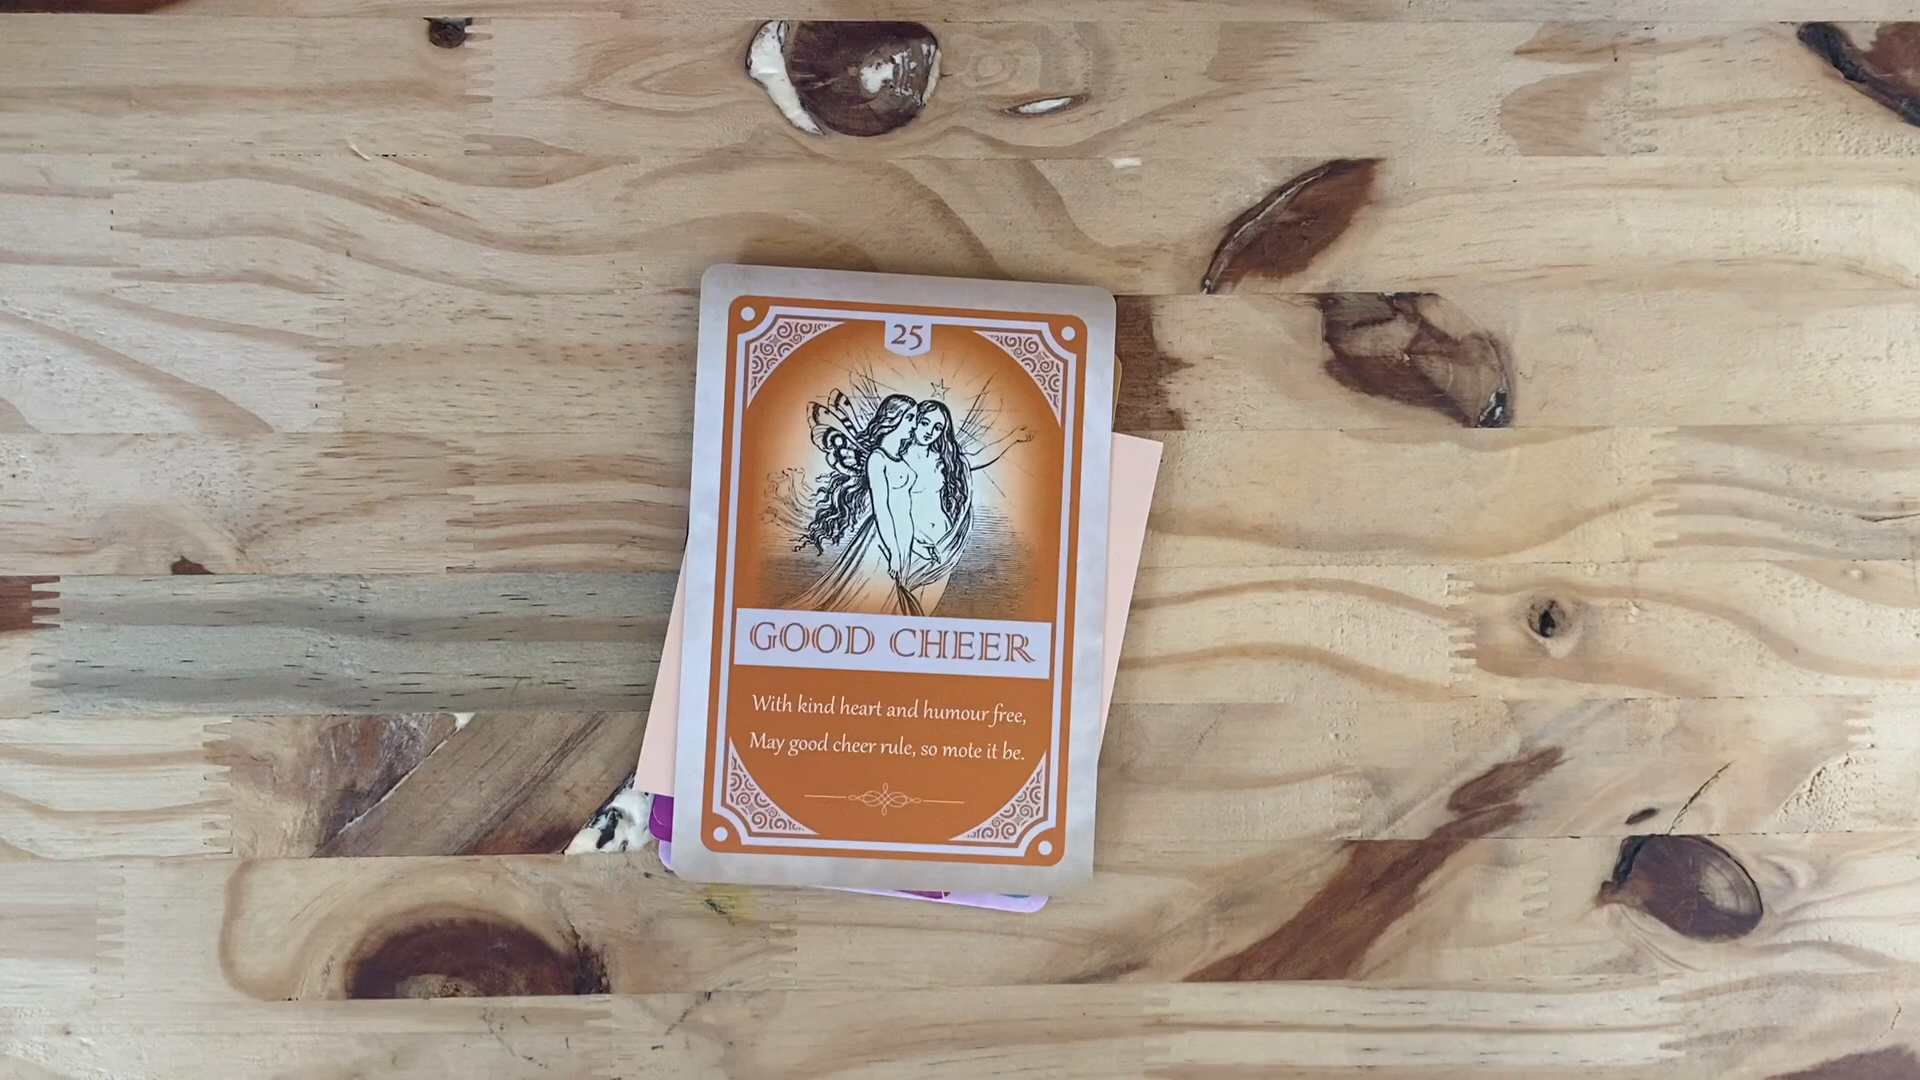 25
GOOD CHEER
With kind heart and humour free,
May good cheer rule, so mote it be.